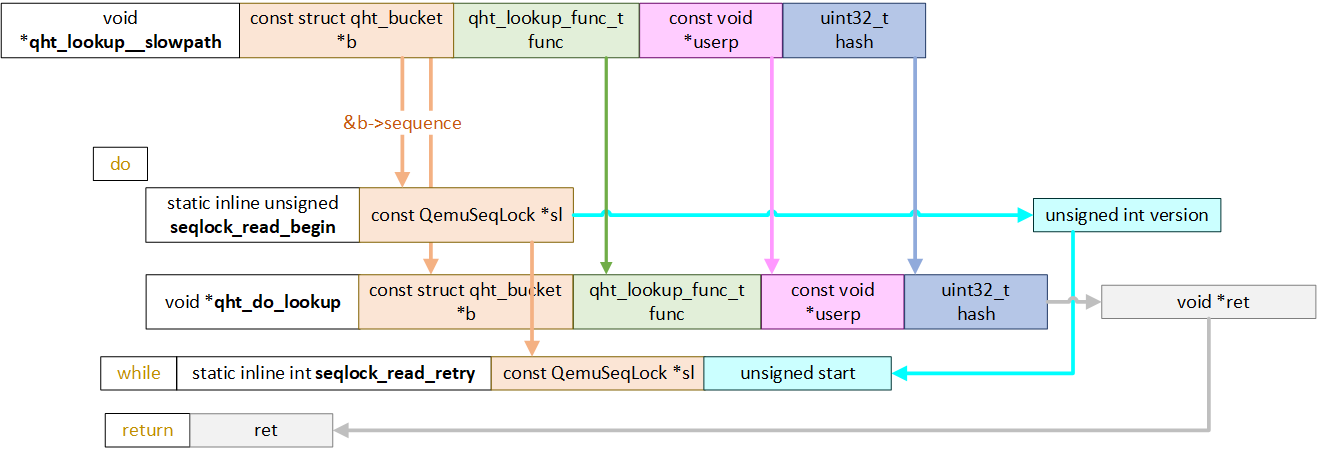 void
*qht_lookup__slowpath
const struct qht_bucket
*b
qht_lookup_func_t
func
const void
*userp
uint32_t
hash
&b->sequence
do
static inline unsigned
seqlock_read_begin
const QemuSeqLock *sl
unsigned int version
void *qht_do_lookup
const struct qht_bucket
*b
qht_lookup_func_t
func
const void
*userp
uint32_t
hash
void *ret
while
static inline int seqlock_read_retry
const QemuSeqLock *sl
unsigned start
return
ret